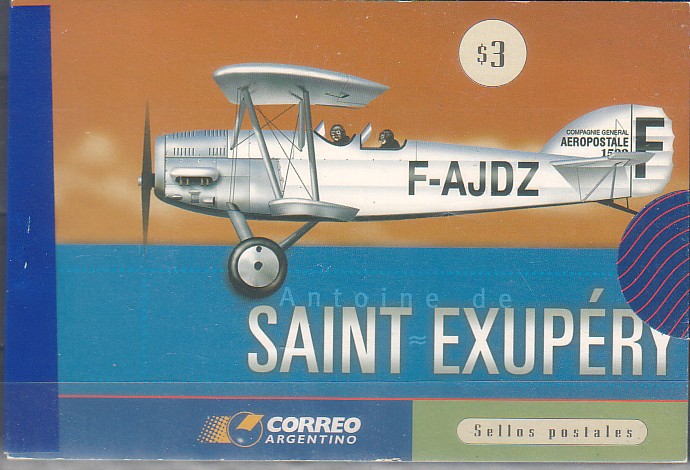 $3
COMPAGNIE GENERAL
AEROPOSTALE
F
F-AJDZ
Antoine de
SAINT≈EXUPÉRY
CORREO
ARGENTINO
Sellos postales